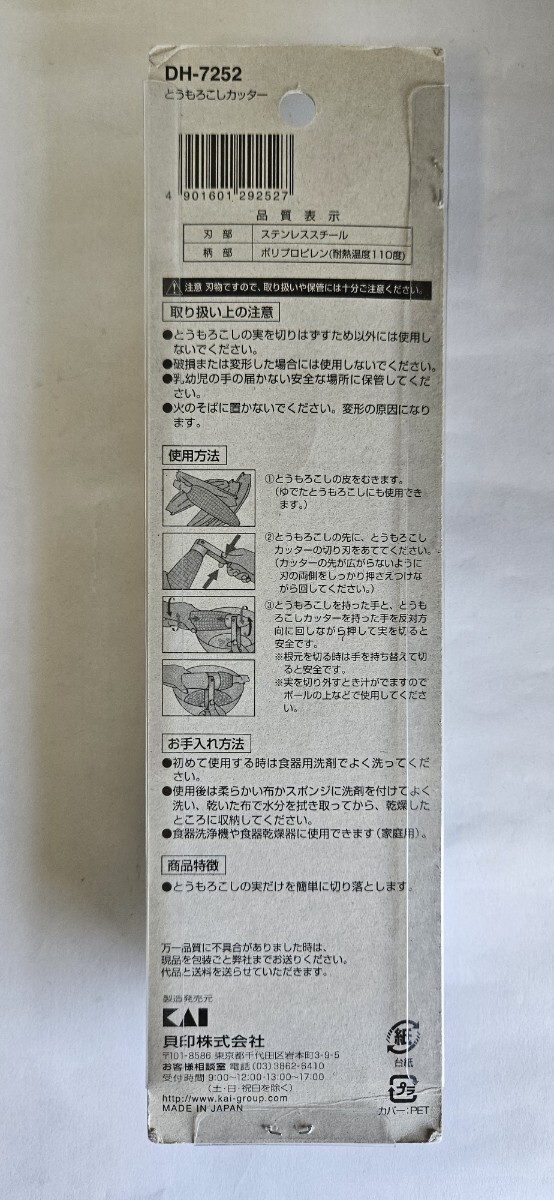 DH-7252
とうもろこしカッター
4 901601 292527
品質表示
刃部 ステンレススチール
柄部 ポリプロピレン(耐熱温度110度)
注意 刃物ですので、取り扱いや保管には十分ご注意ください。
取り扱い上の注意
●とうもろこしの実を切りはずすため以外には使用し
ないでください。
●破損または変形した場合には使用しないでください。
●乳幼児の手の届かない安全な場所に保管してくだ
さい。
●火のそばに置かないでください。変形の原因になり
ます。
使用方法
①とうもろこしの皮をむきます。
(ゆでたとうもろこしにも使用でき
ます。)
②とうもろこしの先に、とうもろこし
カッターの切り刃をあててください。
(カッターの先が広がらないように
刃の両側をしっかり押さえつけな
がら回してください。)
③とうもろこしを持った手と、とうも
ろこしカッターを持った手を反対方
向に回しながら押して実を切ると
安全です。
※根元を切る時は手を持ち替えて切
ると安全です。
※実を切り外すとき汁がでますので
ボールの上などで使用してくださ
い。
お手入れ方法
●初めて使用する時は食器用洗剤でよく洗ってくだ
さい。
●使用後は柔らかい布かスポンジに洗剤を付けてよく
洗い、乾いた布で水分を拭き取ってから、乾燥した
ところに収納してください。
●食器洗浄機や食器乾燥器に使用できます(家庭用)。
商品特徴
●とうもろこしの実だけを簡単に切り落とします。
万一品質に不具合がありました時は、
現品を包装ごと弊社までお送りください。
代品と送料を送らせていただきます。
製造発売元
KAI
貝印株式会社
〒101-8586 東京都千代田区岩本町3-9-5
お客様相談室 電話(03)3862-6410
受付時間 9:00~12:00・13:00~17:00
(土・日・祝日を除く)
http://www.kai-group.com/
MADE IN JAPAN
紙
台紙
プラ
カバー:PET